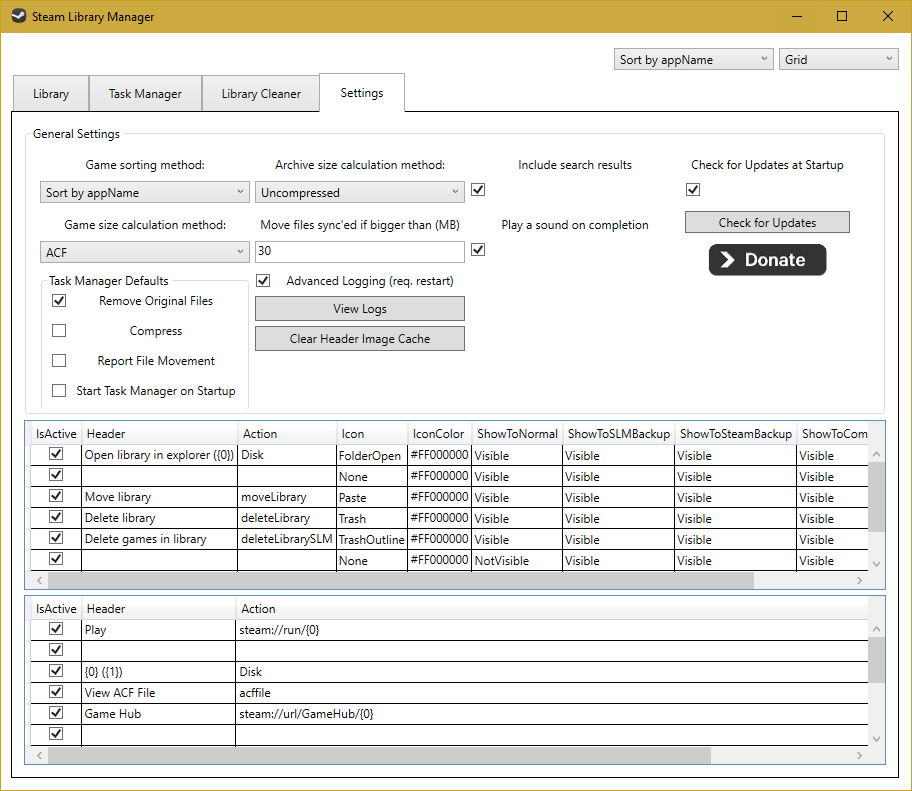 Steam Library Manager
Sort by appName Grid
Library Task Manager Library Cleaner Settings
General Settings
Game sorting method: Archive size calculation method: Include search results Check for Updates at Startup
Sort by appName Uncompressed
Game size calculation method: Move files sync'ed if bigger than (MB) Play a sound on completion Check for Updates
ACF 30 Donate
Task Manager Defaults Advanced Logging (req. restart)
Remove Original Files View Logs
Compress Clear Header Image Cache
Report File Movement
Start Task Manager on Startup
IsActive Header Action Icon IconColor ShowToNormal ShowToSLMBackup ShowToSteamBackup ShowToCom
Open library in explorer ({0}) Disk FolderOpen #FF000000 Visible Visible Visible Visible
None #FF000000 Visible Visible Visible Visible
Move library moveLibrary Paste #FF000000 Visible Visible Visible Visible
Delete library deleteLibrary Trash #FF000000 Visible Visible Visible Visible
Delete games in library deleteLibrarySLM TrashOutline #FF000000 Visible Visible Visible Visible
None #FF000000 NotVisible Visible Visible Visible
IsActive Header Action
Play steam://run/{0}
{0} ({1}) Disk
View ACF File acffile
Game Hub steam://url/GameHub/{0}